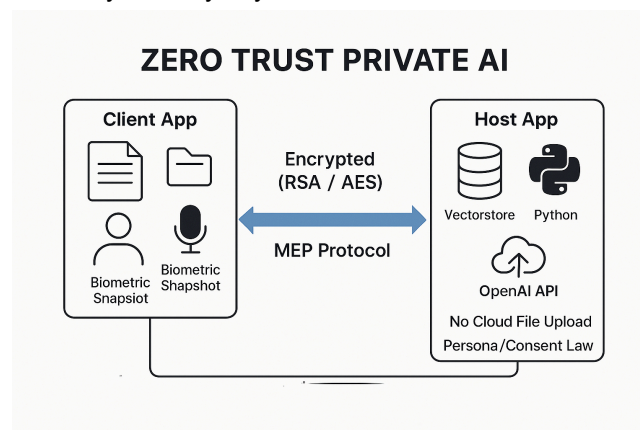 ZERO TRUST PRIVATE AI
Client App
Biometric
Snapsiot
Biometric
Shapshot
Encrypted
(RSA / AES)
MEP Protocol
Host App
Vectorstore
Python
OpenAI API
No Cloud File Upload
Persona/Consent Law